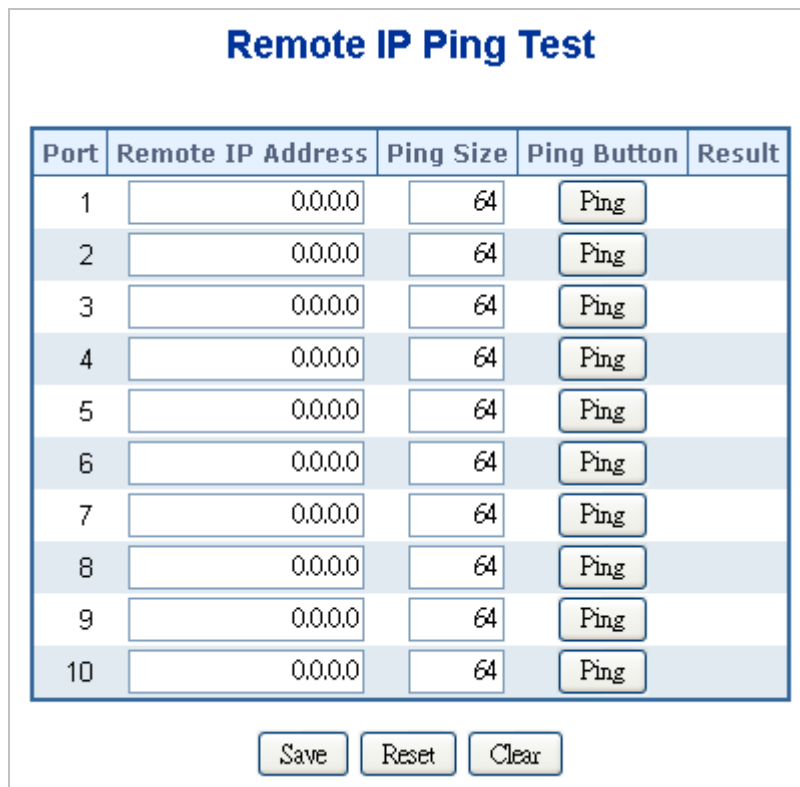 Remote IP Ping Test
Port Remote IP Address Ping Size Ping Button Result
1 0.0.0.0 64 Ping
2 0.0.0.0 64 Ping
3 0.0.0.0 64 Ping
4 0.0.0.0 64 Ping
5 0.0.0.0 64 Ping
6 0.0.0.0 64 Ping
7 0.0.0.0 64 Ping
8 0.0.0.0 64 Ping
9 0.0.0.0 64 Ping
10 0.0.0.0 64 Ping
Save Reset Clear